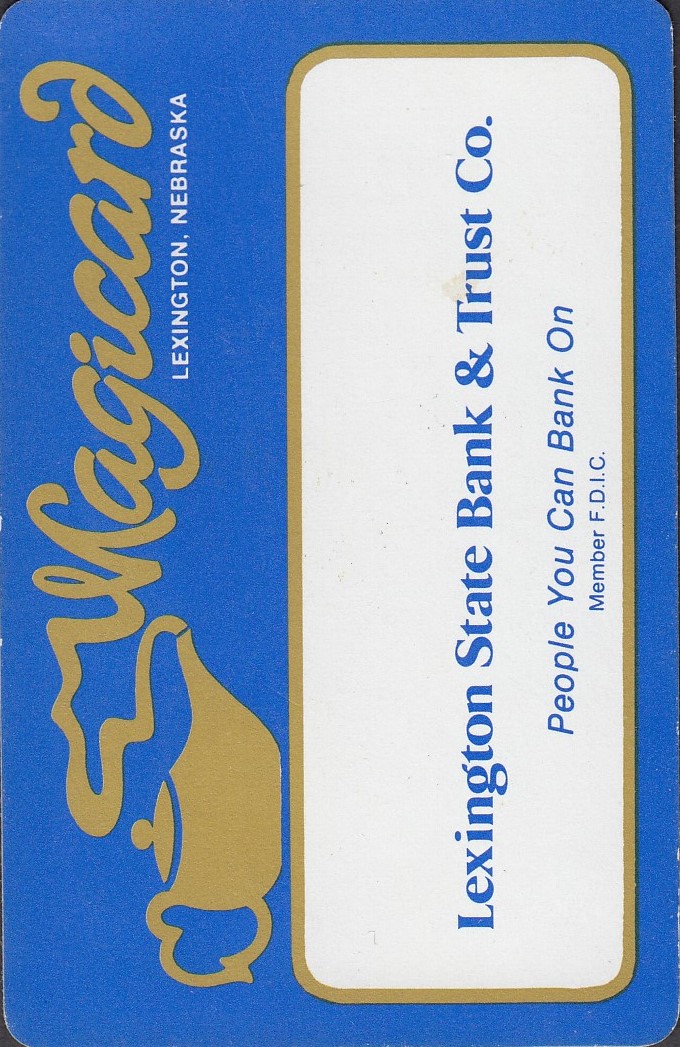 Magicard
LEXINGTON, NEBRASKA
Lexington State Bank & Trust Co.
People You Can Bank On
Member F.D.I.C.